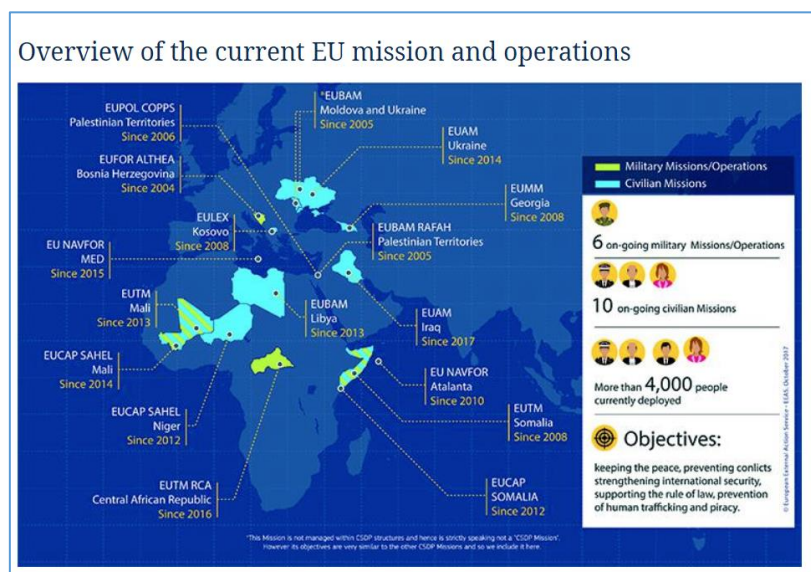 Overview of the current EU mission and operations
EUPOL COPPS
Palestinian Territories
Since 2006
*EUBAM
Moldova and Ukraine
Since 2005
EUAM
Ukraine
Since 2014
EUFOR ALTHEA
Bosnia Herzegovina
Since 2004
EUMM
Georgia
Since 2008
EULEX
Kosovo
Since 2008
EUBAM RAFAH
Palestinian Territories
Since 2005
EU NAVFOR
MED
Since 2015
EUTM
Mali
Since 2013
EUBAM
Libya
Since 2013
EUAM
Iraq
Since 2017
EUCAP SAHEL
Mali
Since 2014
EU NAVFOR
Atalanta
Since 2010
EUCAP SAHEL
Niger
Since 2012
EUTM
Somalia
Since 2008
EUTM RCA
Central African Republic
Since 2016
EUCAP
SOMALIA
Since 2012
*This Mission is not managed within CSDP structures and hence is strictly speaking not a 'CSDP Mission'.
However its objectives are very similar to the other CSDP Missions and so we include it here.
Military Missions/Operations
Civilian Missions
6 on-going military Missions/Operations
10 on-going civilian Missions
More than 4,000 people
currently deployed
Objectives:
keeping the peace, preventing conlicts
strengthening international security,
supporting the rule of law, prevention
of human trafficking and piracy.
© European External Action Service - EEAS, October 2017